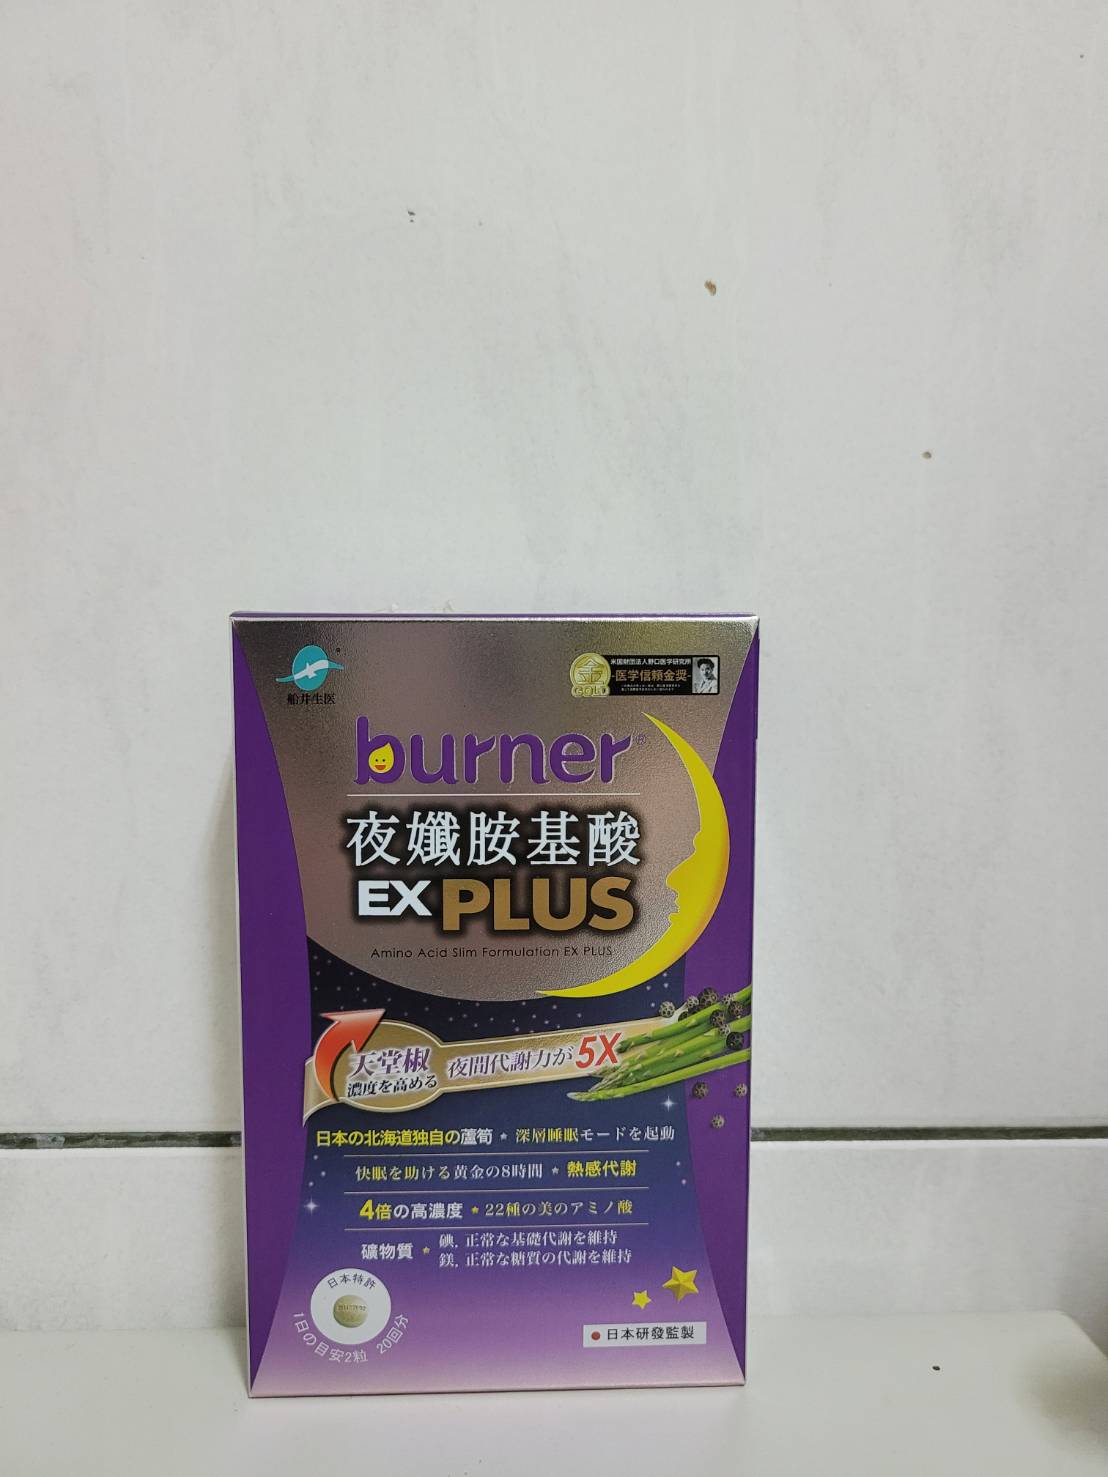 船井生医
米国財団法人野口医学研究所
-医学信頼金奨-
金
GOLD
burner®
夜孅胺基酸
EX PLUS
Amino Acid Slim Formulation EX PLUS
天堂椒
濃度を高める
夜間代謝力が5X
日本の北海道独自の蘆筍 深層睡眠モードを起動
快眠を助ける黄金の8時間 熱感代謝
4倍の高濃度 22種の美のアミノ酸
礦物質
碘, 正常な基礎代謝を維持
鎂, 正常な糖質の代謝を維持
日本特許
burner
1日の目安2粒 20回分
日本研發監製